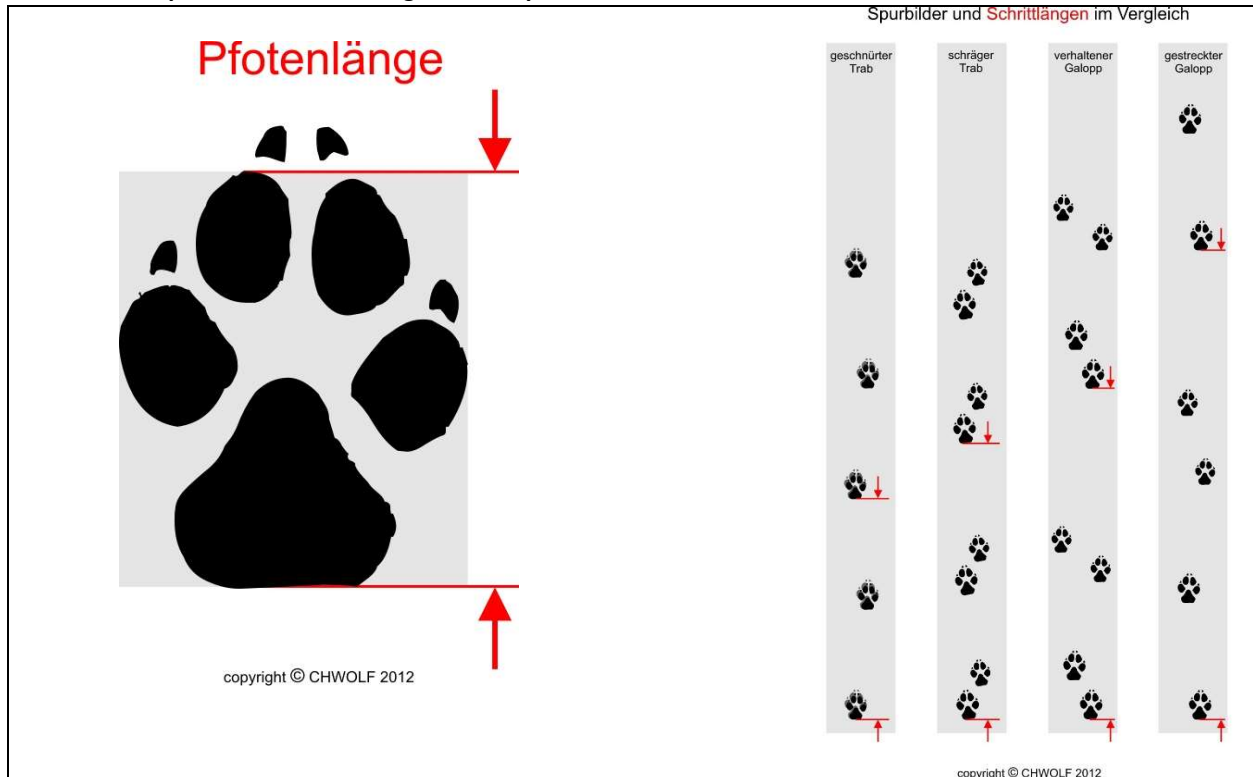 Pfotenlänge
copyright © CHWOLF 2012
Spurbilder und Schrittlängen im Vergleich
geschnürter
Trab
schräger
Trab
verhaltener
Galopp
gestreckter
Galopp
copyright © CHWOLF 2012